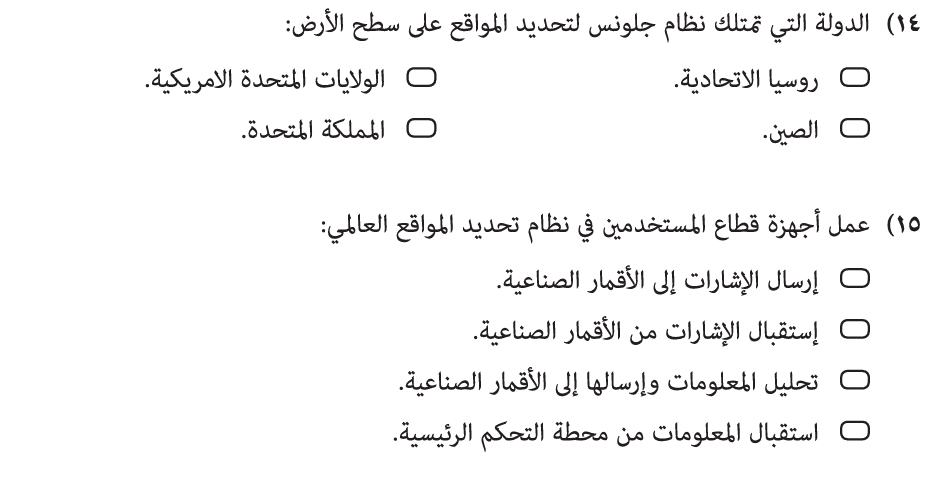 ١٤) الدولة التي تمتلك نظام جلونس لتحديد المواقع على سطح الأرض:
روسيا الاتحادية. الولايات المتحدة الامريكية.
الصين. المملكة المتحدة.
١٥) عمل أجهزة قطاع المستخدمين في نظام تحديد المواقع العالمي:
إرسال الإشارات إلى الأقمار الصناعية.
إستقبال الإشارات من الأقمار الصناعية.
تحليل المعلومات وإرسالها إلى الأقمار الصناعية.
استقبال المعلومات من محطة التحكم الرئيسية.